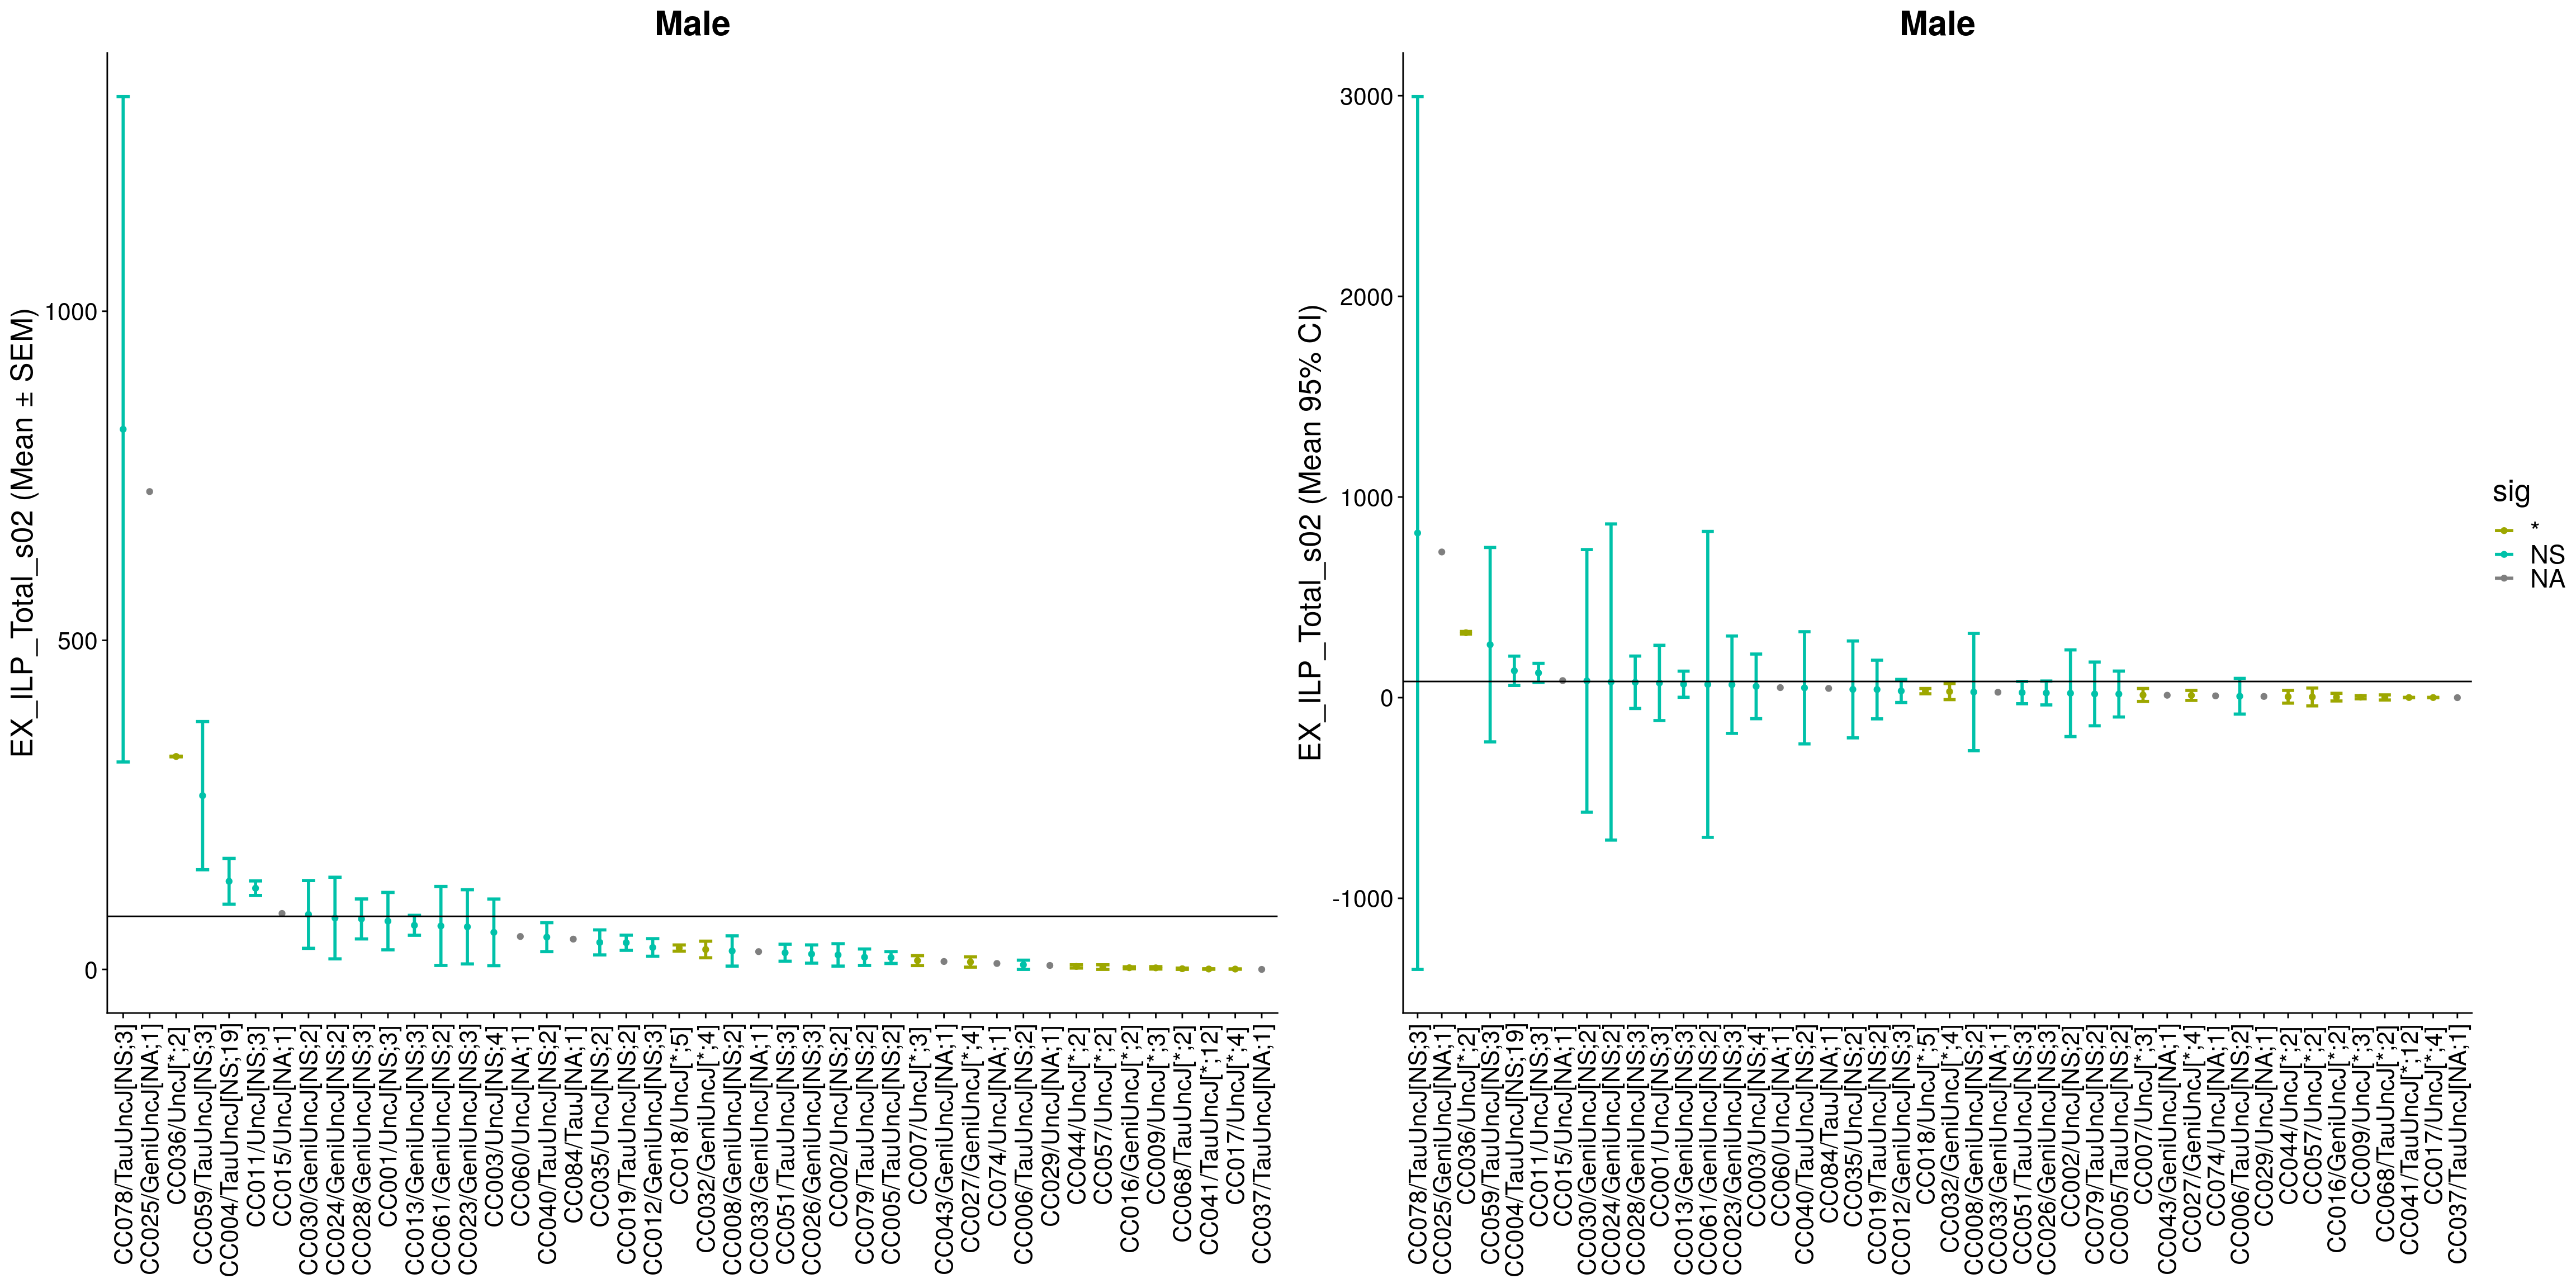 Male
EX_ILP_Total_s02 (Mean ± SEM)
1000
500
0
CC078/TauUncJ[NS;3]
CC025/GeniUncJ[NA;1]
CC036/UncJ[*;2]
CC059/TauUncJ[NS;3]
CC004/TauUncJ[NS;19]
CC011/UncJ[NS;3]
CC015/UncJ[NA;1]
CC030/GeniUncJ[NS;2]
CC024/GeniUncJ[NS;2]
CC028/GeniUncJ[NS;3]
CC001/UncJ[NS;3]
CC013/GeniUncJ[NS;3]
CC061/GeniUncJ[NS;2]
CC023/GeniUncJ[NS;3]
CC003/UncJ[NS;4]
CC060/UncJ[NA;1]
CC040/TauUncJ[NS;2]
CC084/TauJ[NA;1]
CC035/UncJ[NS;2]
CC019/TauUncJ[NS;2]
CC012/GeniUncJ[NS;3]
CC018/UncJ[*;5]
CC032/GeniUncJ[*;4]
CC008/GeniUncJ[NS;2]
CC033/GeniUncJ[NA;1]
CC051/TauUncJ[NS;3]
CC026/GeniUncJ[NS;3]
CC002/UncJ[NS;2]
CC079/TauUncJ[NS;2]
CC005/TauUncJ[NS;2]
CC007/UncJ[*;3]
CC043/GeniUncJ[NA;1]
CC027/GeniUncJ[*;4]
CC074/UncJ[NA;1]
CC006/TauUncJ[NS;2]
CC029/UncJ[NA;1]
CC044/UncJ[*;2]
CC057/UncJ[*;2]
CC016/GeniUncJ[*;2]
CC009/UncJ[*;3]
CC068/TauUncJ[*;2]
CC041/TauUncJ[*;12]
CC017/UncJ[*;4]
CC037/TauUncJ[NA;1]
Male
EX_ILP_Total_s02 (Mean 95% CI)
3000
2000
1000
0
-1000
CC078/TauUncJ[NS;3]
CC025/GeniUncJ[NA;1]
CC036/UncJ[*;2]
CC059/TauUncJ[NS;3]
CC004/TauUncJ[NS;19]
CC011/UncJ[NS;3]
CC015/UncJ[NA;1]
CC030/GeniUncJ[NS;2]
CC024/GeniUncJ[NS;2]
CC028/GeniUncJ[NS;3]
CC001/UncJ[NS;3]
CC013/GeniUncJ[NS;3]
CC061/GeniUncJ[NS;2]
CC023/GeniUncJ[NS;3]
CC003/UncJ[NS;4]
CC060/UncJ[NA;1]
CC040/TauUncJ[NS;2]
CC084/TauJ[NA;1]
CC035/UncJ[NS;2]
CC019/TauUncJ[NS;2]
CC012/GeniUncJ[NS;3]
CC018/UncJ[*;5]
CC032/GeniUncJ[*;4]
CC008/GeniUncJ[NS;2]
CC033/GeniUncJ[NA;1]
CC051/TauUncJ[NS;3]
CC026/GeniUncJ[NS;3]
CC002/UncJ[NS;2]
CC079/TauUncJ[NS;2]
CC005/TauUncJ[NS;2]
CC007/UncJ[*;3]
CC043/GeniUncJ[NA;1]
CC027/GeniUncJ[*;4]
CC074/UncJ[NA;1]
CC006/TauUncJ[NS;2]
CC029/UncJ[NA;1]
CC044/UncJ[*;2]
CC057/UncJ[*;2]
CC016/GeniUncJ[*;2]
CC009/UncJ[*;3]
CC068/TauUncJ[*;2]
CC041/TauUncJ[*;12]
CC017/UncJ[*;4]
CC037/TauUncJ[NA;1]
sig
*
NS
NA